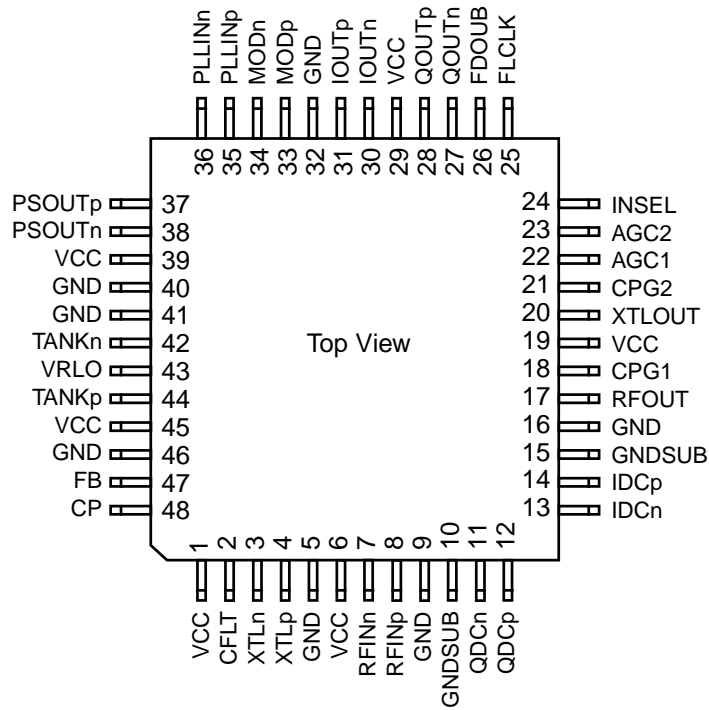 PLLINn
PLLINp
MODn
MODp
GND
IOUTp
IOUTn
VCC
QOUTp
QOUTn
FDOUB
FLCLK
36 35 34 33 32 31 30 29 28 27 26 25
PSOUTp 37
PSOUTn 38
VCC 39
GND 40
GND 41
TANKn 42
VRLO 43
TANKp 44
VCC 45
GND 46
FB 47
CP 48
Top View
24 INSEL
23 AGC2
22 AGC1
21 CPG2
20 XTLOUT
19 VCC
18 CPG1
17 RFOUT
16 GND
15 GNDSUB
14 IDCp
13 IDCn
1 2 3 4 5 6 7 8 9 10 11 12
VCC
CFLT
XTLn
XTLp
GND
VCC
RFINn
RFINp
GND
GNDSUB
QDCn
QDCp